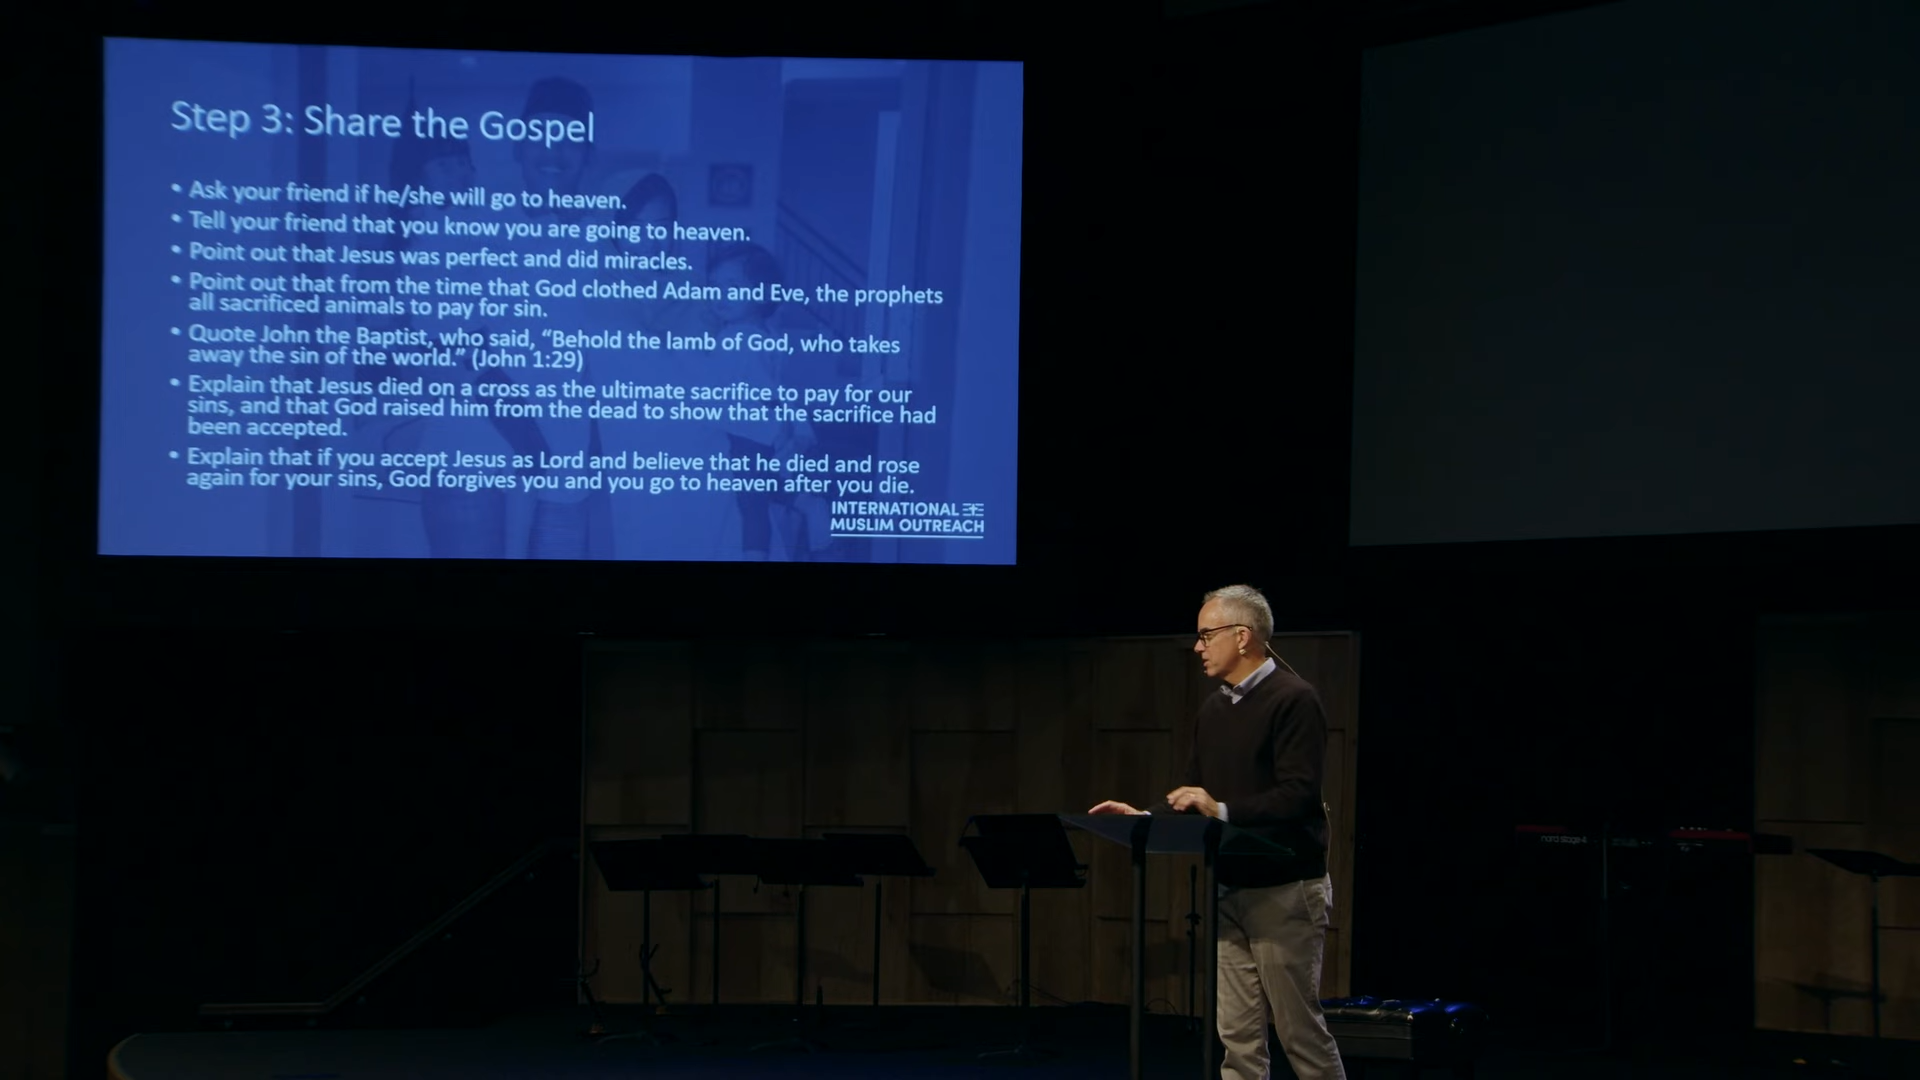 Step 3: Share the Gospel
• Ask your friend if he/she will go to heaven.
• Tell your friend that you know you are going to heaven.
• Point out that Jesus was perfect and did miracles.
• Point out that from the time that God clothed Adam and Eve, the prophets
all sacrificed animals to pay for sin.
• Quote John the Baptist, who said, “Behold the lamb of God, who takes
away the sin of the world.” (John 1:29)
• Explain that Jesus died on a cross as the ultimate sacrifice to pay for our
sins, and that God raised him from the dead to show that the sacrifice had
been accepted.
• Explain that if you accept Jesus as Lord and believe that he died and rose
again for your sins, God forgives you and you go to heaven after you die.
INTERNATIONAL
MUSLIM OUTREACH
nord stage 4